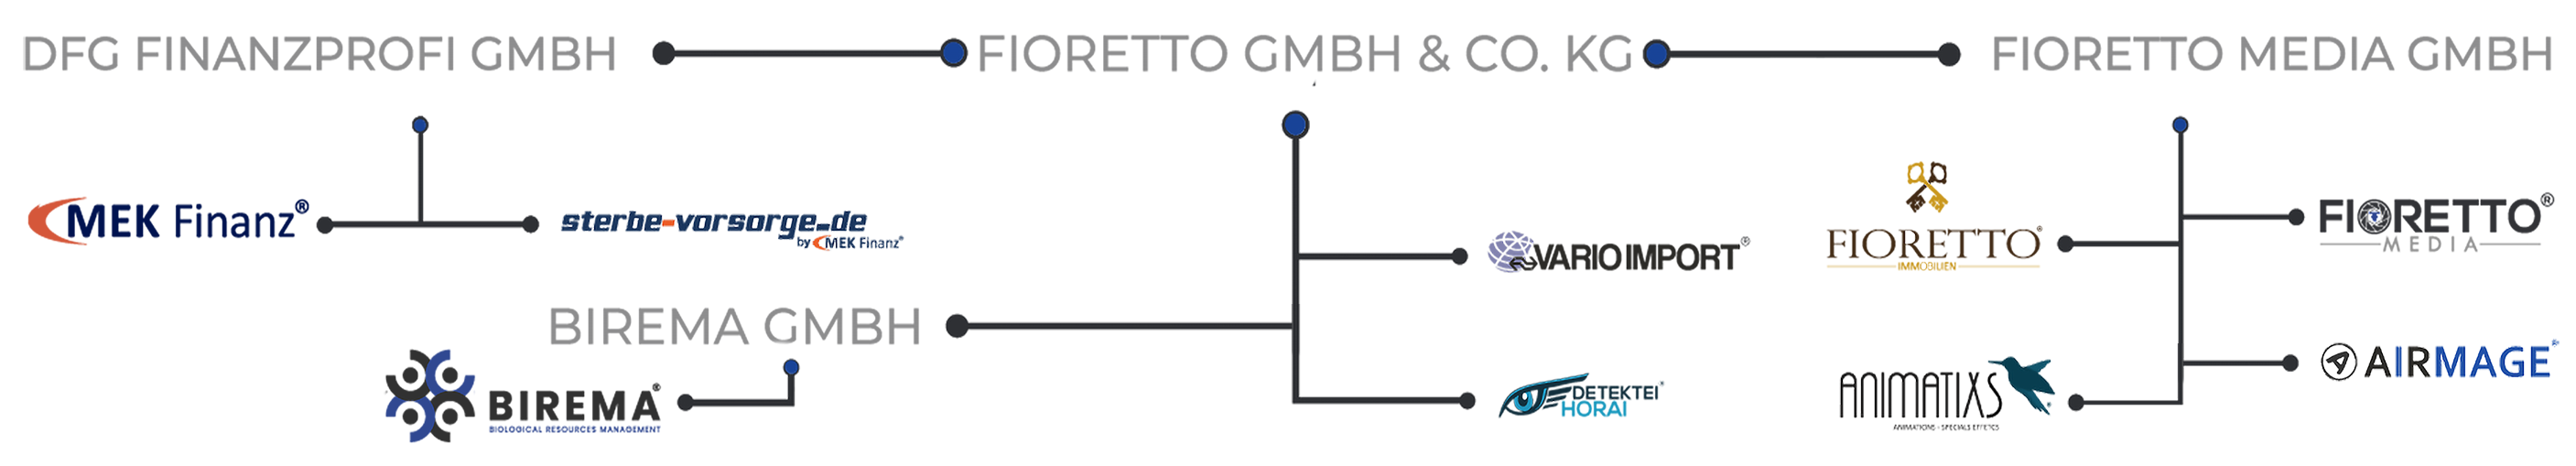 DFG FINANZPROFI GMBH
FIORETTO GMBH & CO. KG
FIORETTO MEDIA GMBH
MEK Finanz®
sterbe-vorsorge.de
by MEK Finanz®
VARIO IMPORT®
FIORETTO®
IMMOBILIEN
FIORETTO®
MEDIA
BIREMA GMBH
BIREMA®
BIOLOGICAL RESOURCES MANAGEMENT
DETEKTEI®
HORAI
ANIMATIXS®
ANIMATIONS - SPECIALS EFFETCS
AIRMAGE®